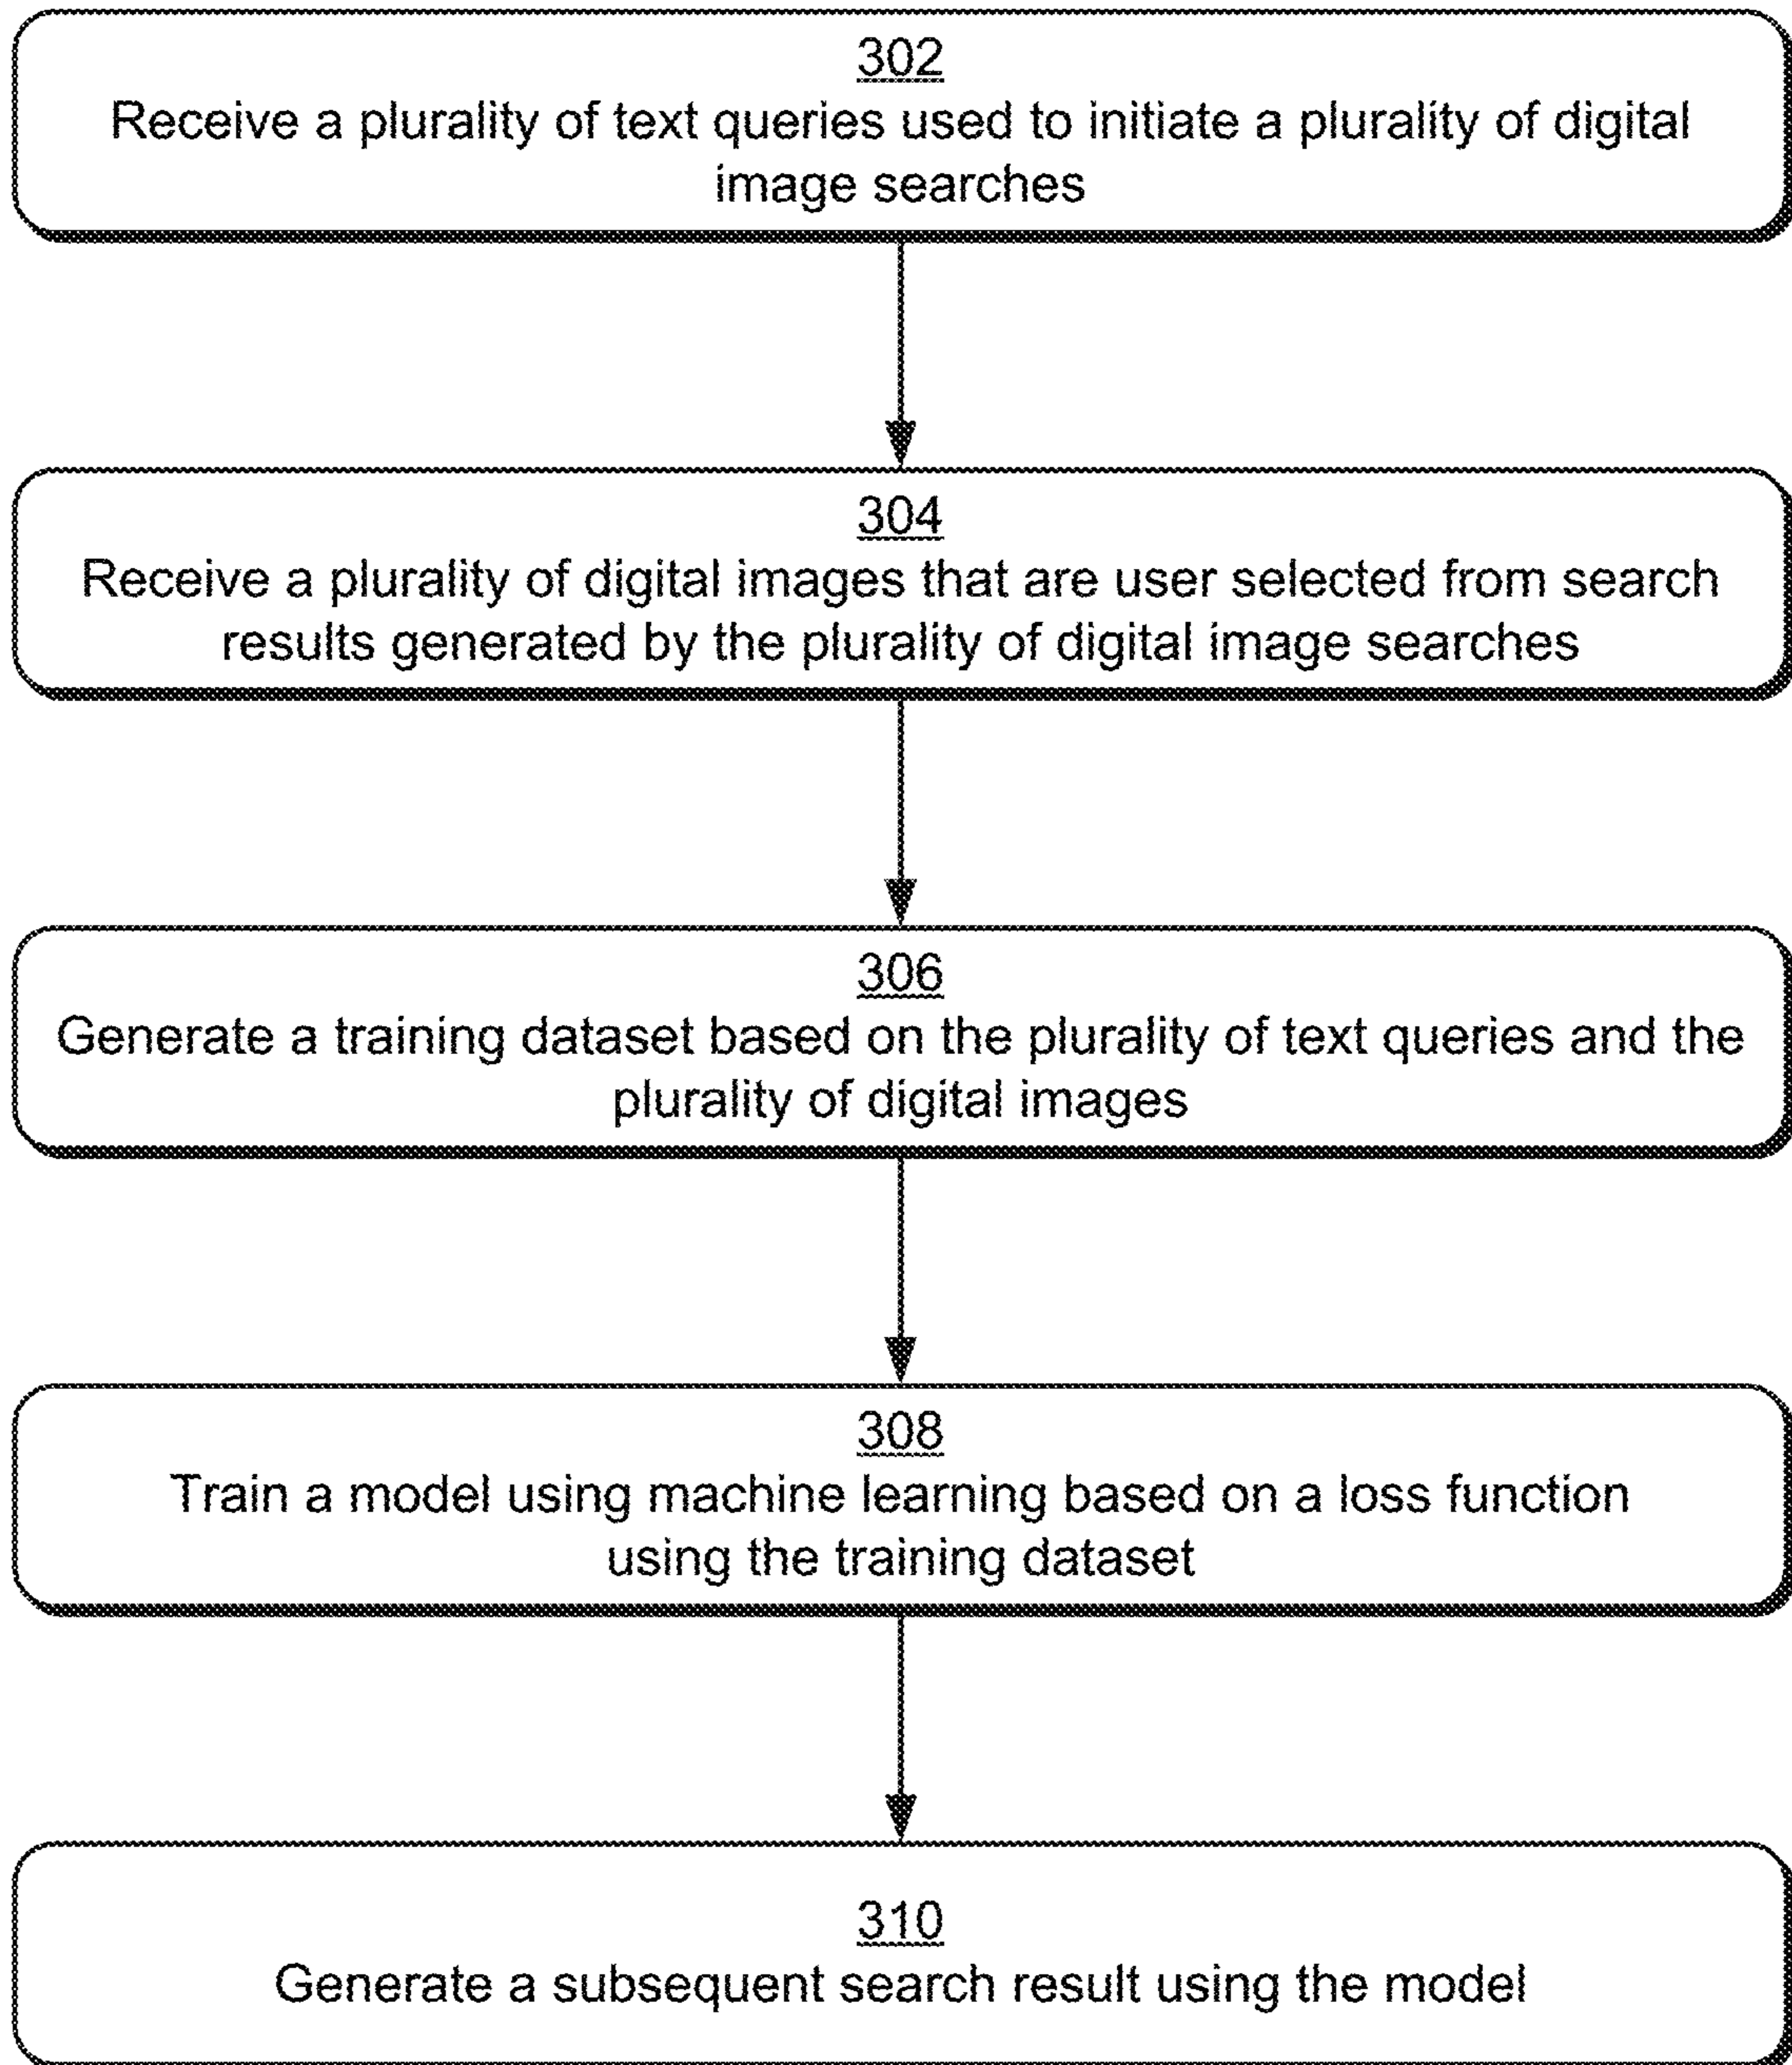 302
Receive a plurality of text queries used to initiate a plurality of digital
image searches
304
Receive a plurality of digital images that are user selected from search
results generated by the plurality of digital image searches
306
Generate a training dataset based on the plurality of text queries and the
plurality of digital images
308
Train a model using machine learning based on a loss function
using the training dataset
310
Generate a subsequent search result using the model